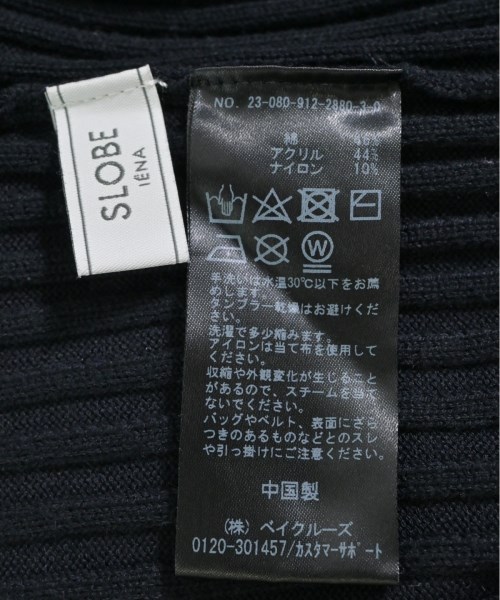 SLOBE
IÉNA
NO. 23-080-912-2880-3-0
綿 46%
アクリル 44%
ナイロン 10%
W
手洗いは水温30℃以下をお薦
めします。
タンブラー乾燥はお避けくださ
い。
洗濯で多少縮みます。
アイロンは当て布を使用して
ください。
収縮や外観変化が生じること
があるので、スチームを当て
ないでください。
バッグやベルト、表面にざら
つきのあるものなどとのスレ
や引っ掛けにご注意ください。
中国製
(株) ベイクルーズ
0120-301457/カスタマーサポート